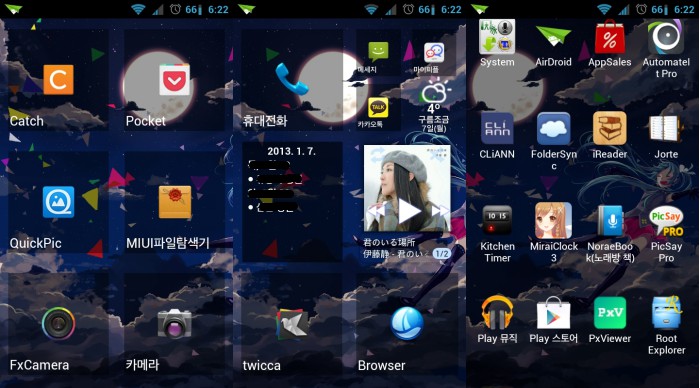 66 6:22
Catch
Pocket
QuickPic
MIUI파일탐색기
FxCamera
카메라
66 6:22
휴대전화
메세지
마이피플
TALK
카카오톡
4°
구름조금
7일(월)
2013. 1. 7.
君のいる場所
伊藤静 - 君のい
1/2
twicca
Browser
66 6:22
System
AirDroid
AppSales
AutomateIt Pro
CLiANN
CLiANN
FolderSync
iReader
Jorte
10 15
Kitchen Timer
MiraiClock3
NoraeBook(노래방 책)
PicSay PRO
PicSay Pro
Play 뮤직
Play 스토어
PxV
PxViewer
Root Explorer